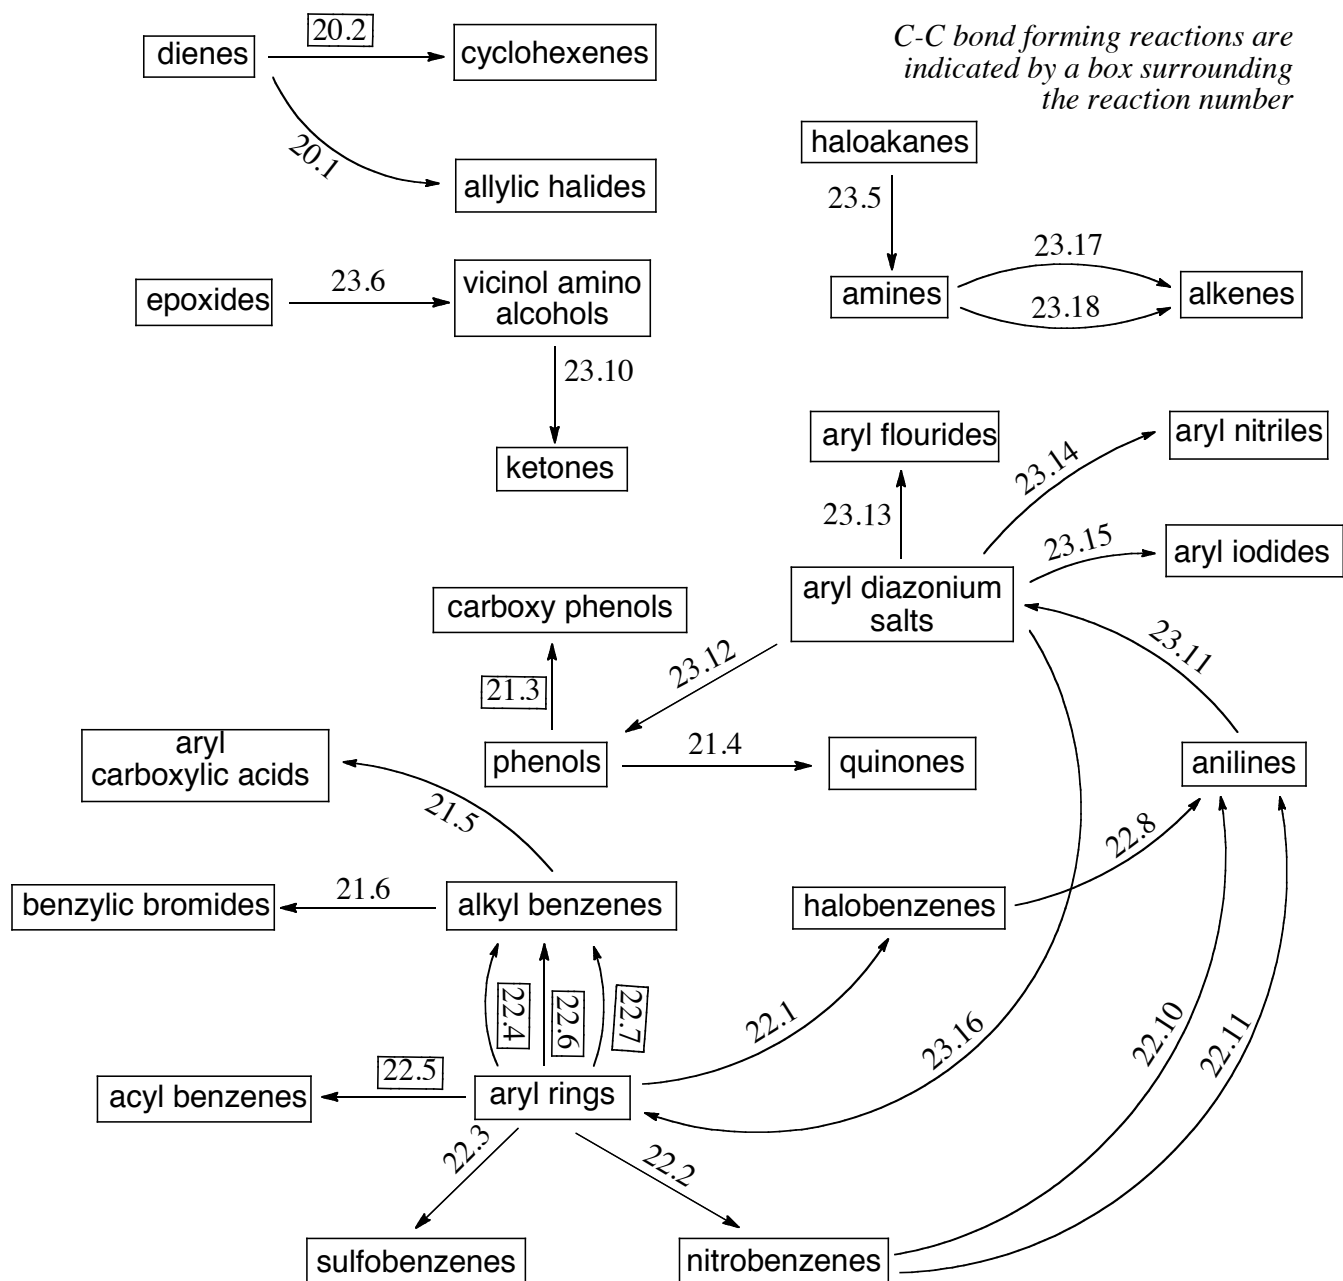 C-C bond forming reactions are
indicated by a box surrounding
the reaction number
dienes
20.2
cyclohexenes
20.1
allylic halides
haloakanes
23.5
amines
23.17
23.18
alkenes
epoxides
23.6
vicinol amino
alcohols
23.10
ketones
aryl flourides
aryl nitriles
23.14
23.13
23.15
aryl iodides
aryl diazonium
salts
carboxy phenols
23.12
23.11
21.3
phenols
21.4
quinones
anilines
aryl
carboxylic acids
21.5
22.8
benzylic bromides
21.6
alkyl benzenes
halobenzenes
22.4
22.6
22.7
22.1
23.16
22.10
22.11
acyl benzenes
22.5
aryl rings
22.3
22.2
sulfobenzenes
nitrobenzenes